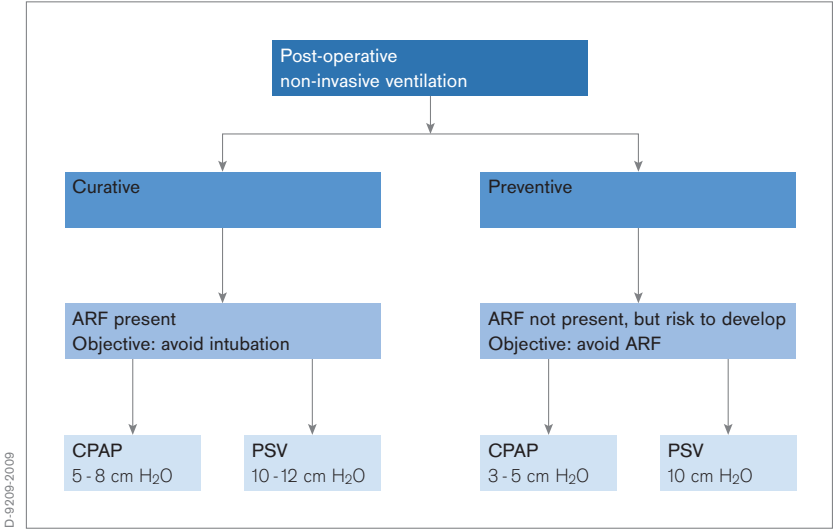 Post-operative
non-invasive ventilation
Curative
Preventive
ARF present
Objective: avoid intubation
ARF not present, but risk to develop
Objective: avoid ARF
CPAP
5 - 8 cm H₂O
PSV
10 - 12 cm H₂O
CPAP
3 - 5 cm H₂O
PSV
10 cm H₂O
D-9209-2009